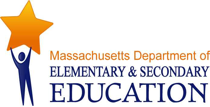 Massachusetts Department of
ELEMENTARY & SECONDARY
EDUCATION